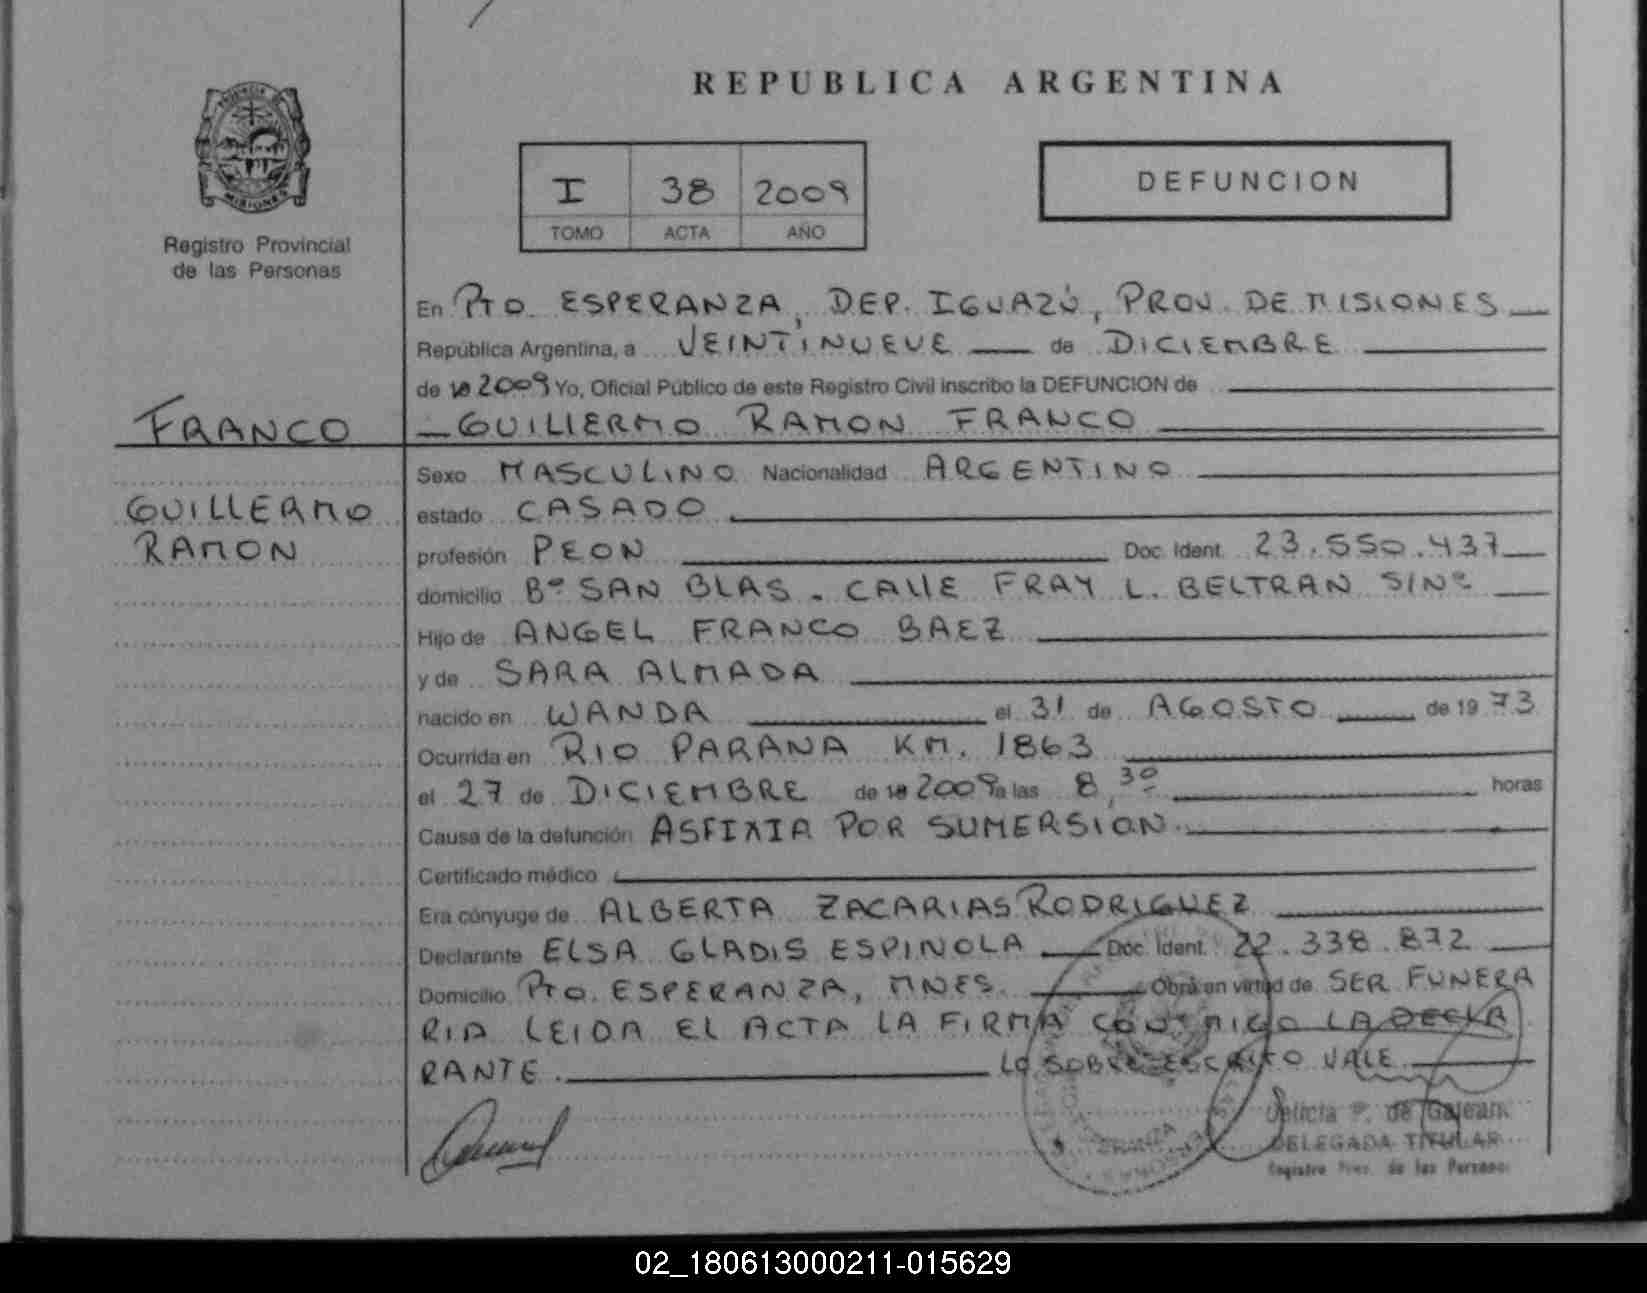 REPUBLICA ARGENTINA
PROVINCIA DE
MISIONES
Registro Provincial
de las Personas
I 38 2009
TOMO ACTA AÑO
DEFUNCION
En PTO. ESPERANZA, DEP. IGUAZÚ, PROV. DE MISIONES
República Argentina, a VEINTINUEVE de DICIEMBRE
de 2009 Yo, Oficial Público de este Registro Civil inscribo la DEFUNCION de
FRANCO
GUILLERMO RAMON FRANCO
GUILLERMO
RAMON
Sexo MASCULINO Nacionalidad ARGENTINO
estado CASADO
profesión PEON Doc. Ident. 23.550.437
domicilio Bº SAN BLAS. CALLE FRAY L. BELTRAN S/Nº
Hijo de ANGEL FRANCO BAEZ
y de SARA ALMADA
nacido en WANDA el 31 de AGOSTO de 1973
Ocurrida en RIO PARANA KM. 1863
el 27 de DICIEMBRE de 2009 a las 8,30 horas
Causa de la defunción ASFIXIA POR SUMERSION.
Certificado médico
Era cónyuge de ALBERTA ZACARIAS RODRIGUEZ
Declarante ELSA GLADIS ESPINOLA Doc. Ident. 22.338.872
Domicilio PTO. ESPERANZA, MNES. Obra en virtud de SER FUNERA
RIA LEIDA EL ACTA LA FIRMA CONMIGO LA DECLA
RANTE. LO SOBRE ESCRITO VALE
P. de Galeano
DELEGADA TITULAR
Registro Prov. de las Personas
02_180613000211-015629